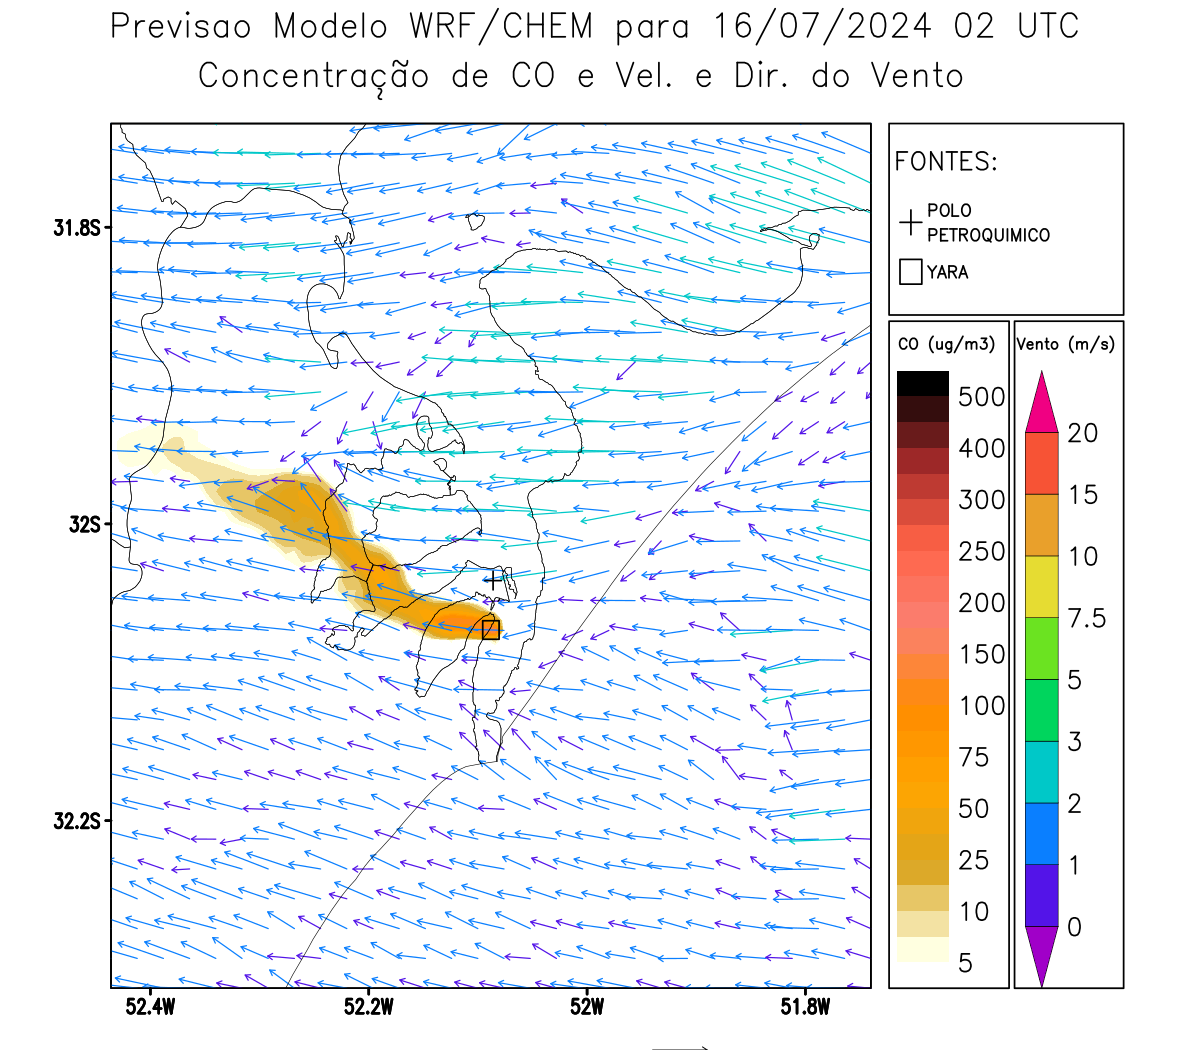 Previsao Modelo WRF/CHEM para 16/07/2024 02 UTC
Concentração de CO e Vel. e Dir. do Vento
FONTES:
POLO
PETROQUIMICO
YARA
CO (ug/m3)
500
400
300
250
200
150
100
75
50
25
10
5
Vento (m/s)
20
15
10
7.5
5
3
2
1
0
31.8S
32S
32.2S
52.4W
52.2W
52W
51.8W